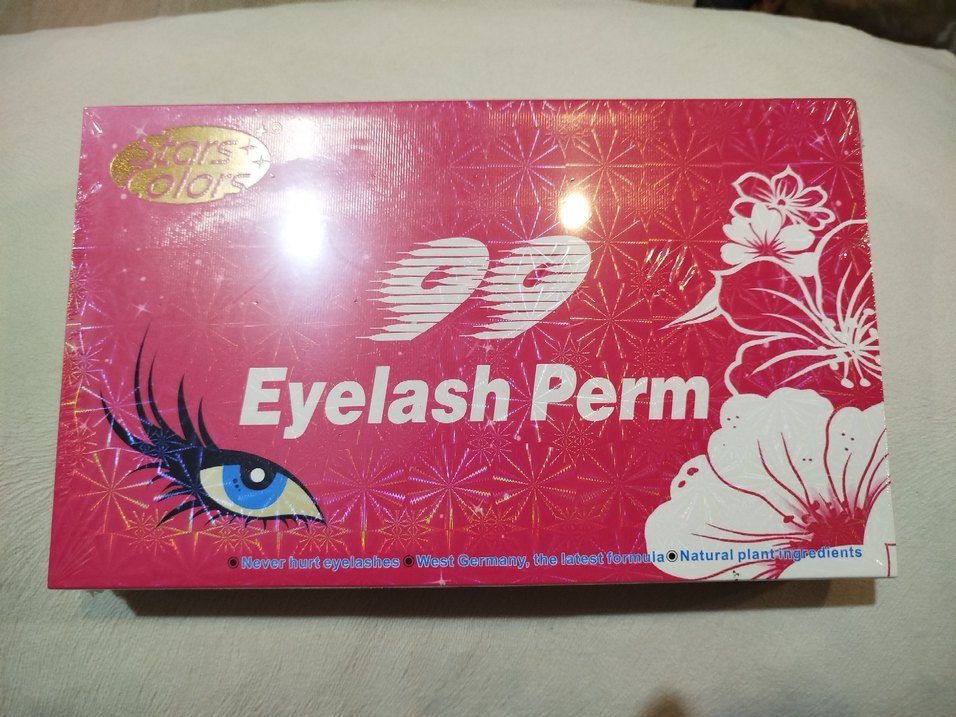 Stars
Colors
99
Eyelash Perm
Never hurt eyelashes West Germany, the latest formula Natural plant ingredients